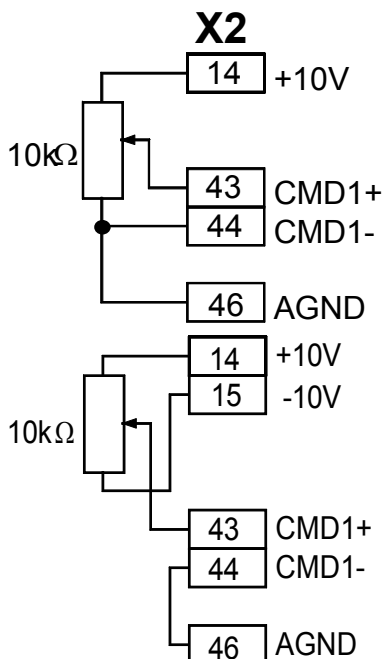 X2
14 +10V
10kΩ
43 CMD1+
44 CMD1-
46 AGND
14 +10V
15 -10V
10kΩ
43 CMD1+
44 CMD1-
46 AGND